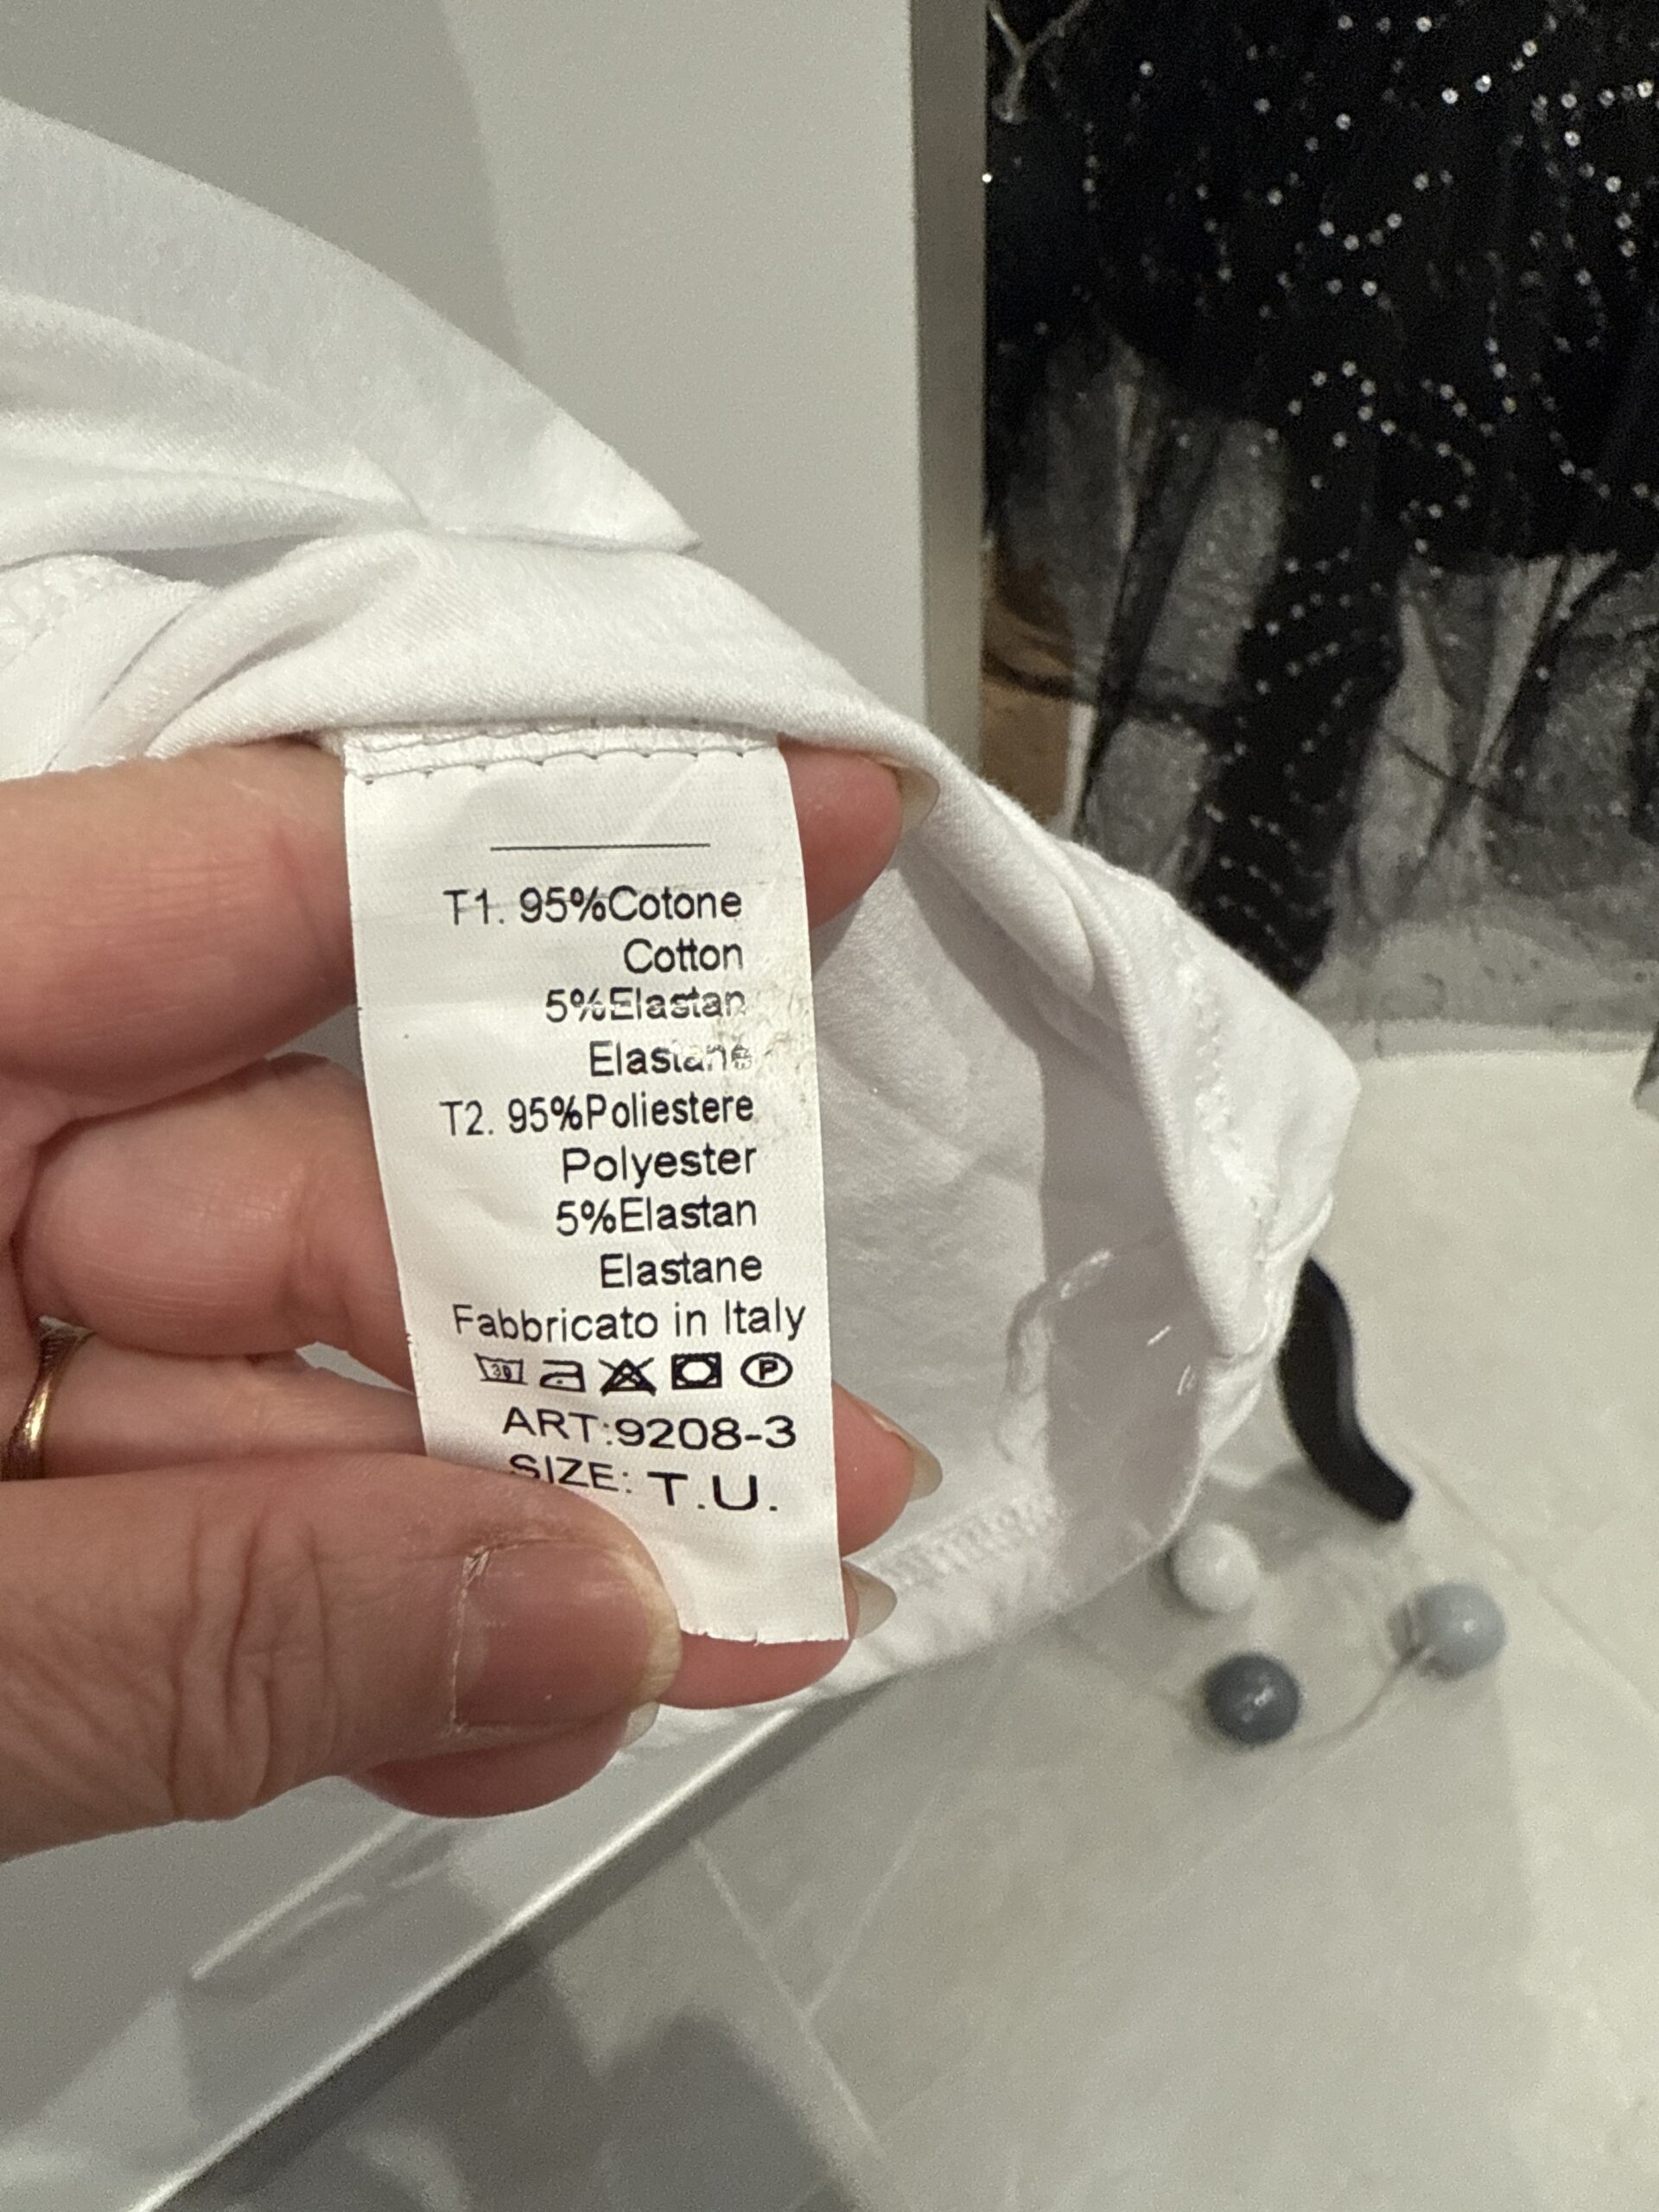 T1. 95%Cotone
Cotton
5%Elastan
Elastane
T2. 95%Poliestere
Polyester
5%Elastan
Elastane
Fabbricato in Italy
30 P
ART:9208-3
SIZE: T.U.